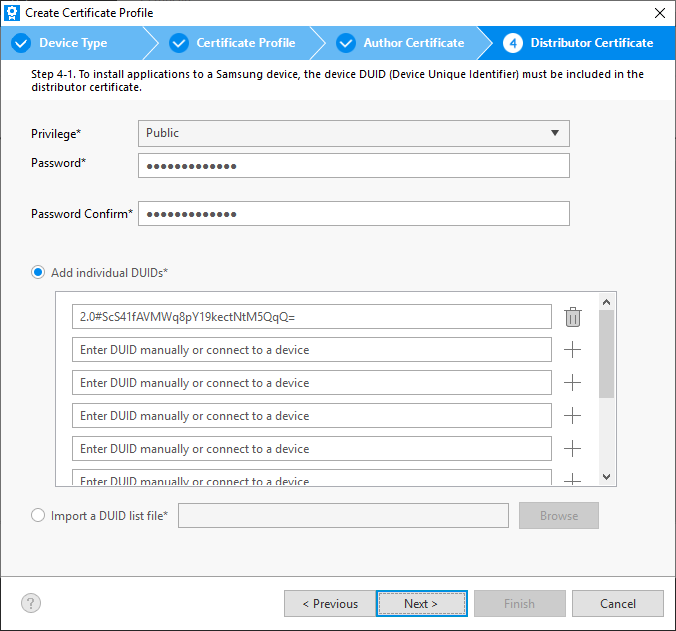 Create Certificate Profile
Device Type
Certificate Profile
Author Certificate
4 Distributor Certificate
Step 4-1. To install applications to a Samsung device, the device DUID (Device Unique Identifier) must be included in the
distributor certificate.
Privilege* Public
Password* ●●●●●●●●●●●●●
Password Confirm* ●●●●●●●●●●●●●
Add individual DUIDs*
2.0#ScS41fAVMWq8pY19kectNtM5QqQ=
Enter DUID manually or connect to a device
Enter DUID manually or connect to a device
Enter DUID manually or connect to a device
Enter DUID manually or connect to a device
Enter DUID manually or connect to a device
Import a DUID list file* Browse
? < Previous Next > Finish Cancel